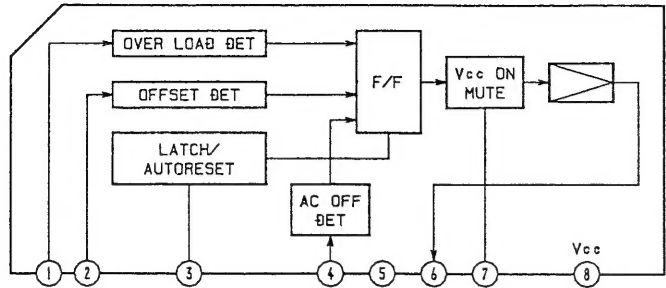 OVER LOAD DET
OFFSET DET
F/F
Vcc ON
MUTE
LATCH/
AUTORESET
AC OFF
DET
Vcc
1 2 3 4 5 6 7 8